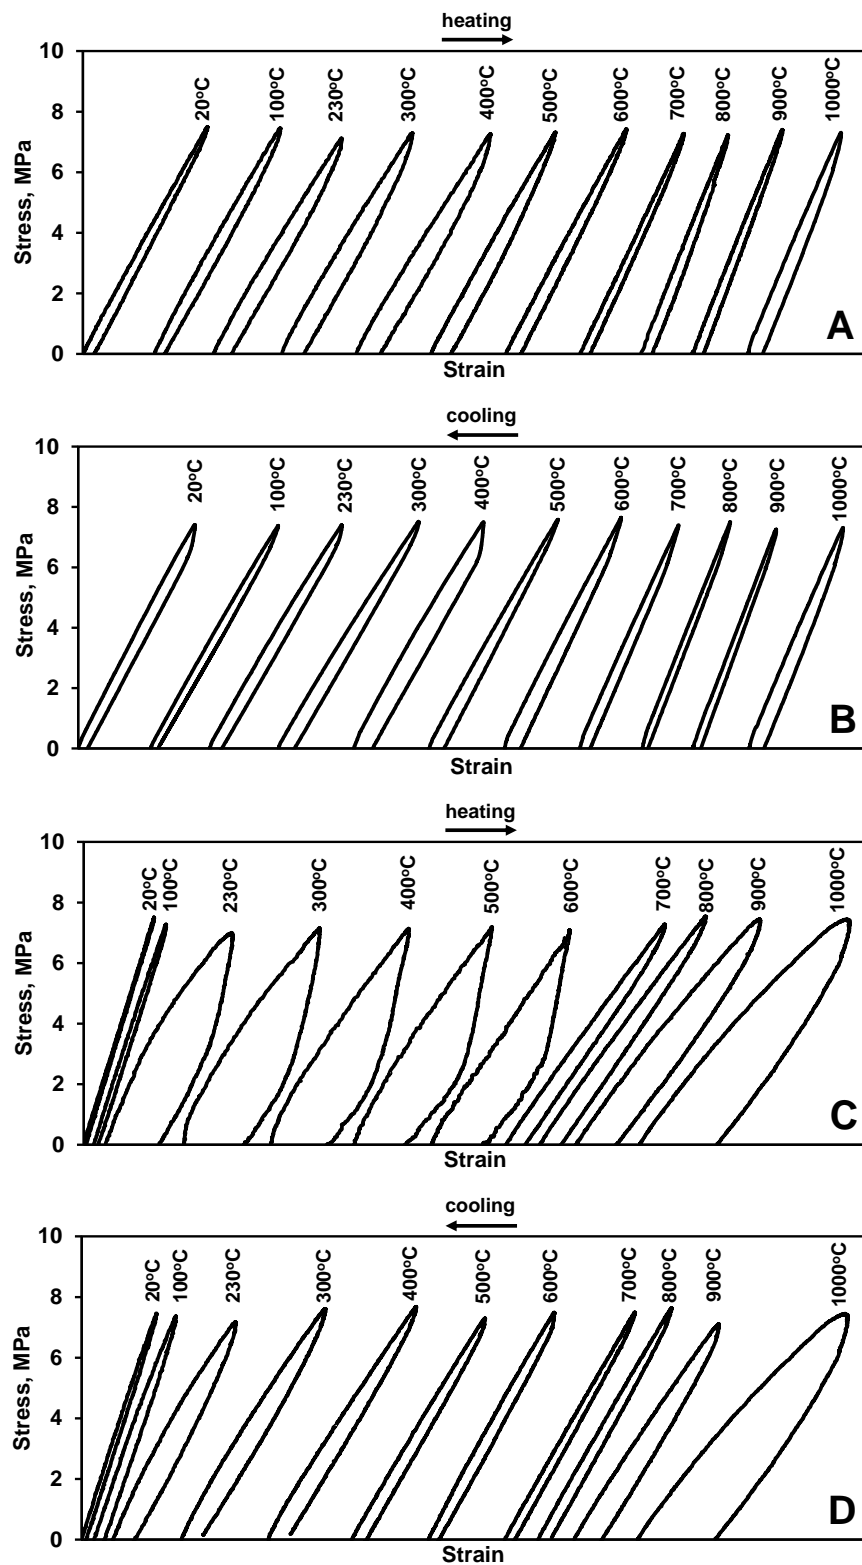 heating
10
8
6
4
2
0
Stress, MPa
20°C
100°C
230°C
300°C
400°C
500°C
600°C
700°C
800°C
900°C
1000°C
A
Strain
cooling
10
8
6
4
2
0
Stress, MPa
20°C
100°C
230°C
300°C
400°C
500°C
600°C
700°C
800°C
900°C
1000°C
B
Strain
heating
10
8
6
4
2
0
Stress, MPa
20°C
100°C
230°C
300°C
400°C
500°C
600°C
700°C
800°C
900°C
1000°C
C
Strain
cooling
10
8
6
4
2
0
Stress, MPa
20°C
100°C
230°C
300°C
400°C
500°C
600°C
700°C
800°C
900°C
1000°C
D
Strain